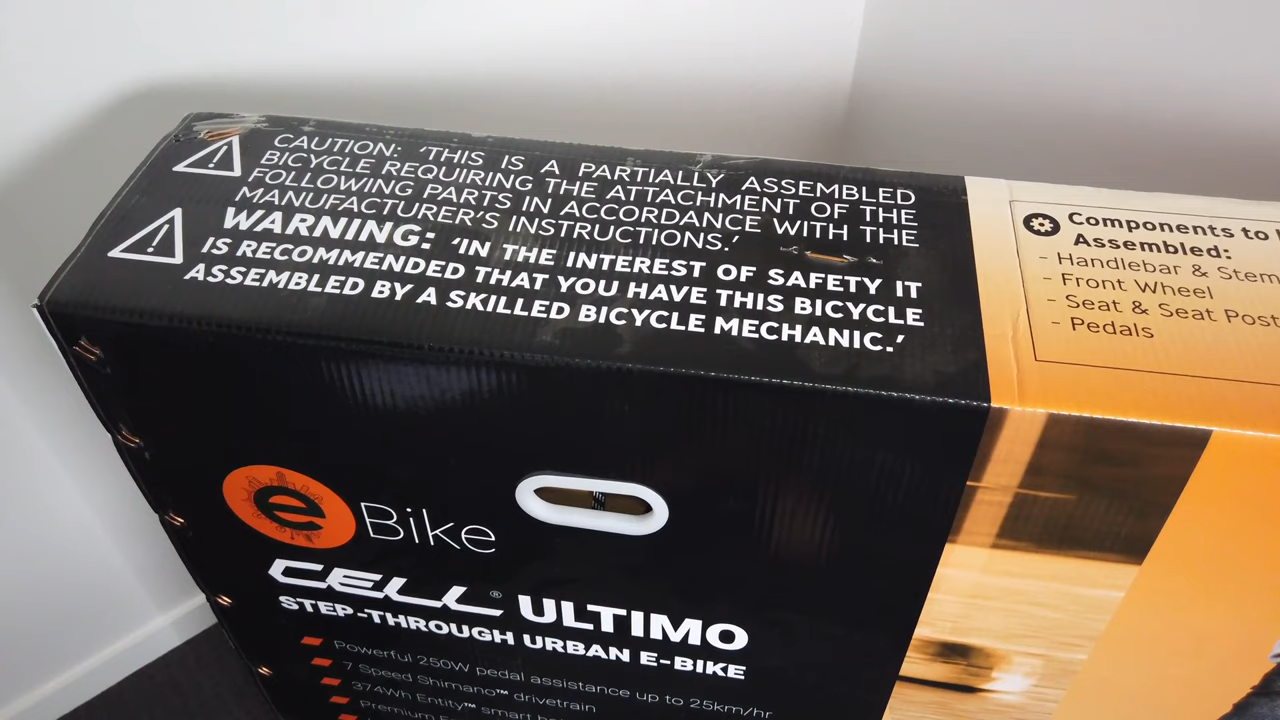 CAUTION: 'THIS IS A PARTIALLY ASSEMBLED
BICYCLE REQUIRING THE ATTACHMENT OF THE
FOLLOWING PARTS IN ACCORDANCE WITH THE
MANUFACTURER'S INSTRUCTIONS.'
WARNING: 'IN THE INTEREST OF SAFETY IT
IS RECOMMENDED THAT YOU HAVE THIS BICYCLE
ASSEMBLED BY A SKILLED BICYCLE MECHANIC.'
Components to
Assembled:
- Handlebar & Stem
- Front Wheel
- Seat & Seat Post
- Pedals
e Bike
CELL® ULTIMO
STEP-THROUGH URBAN E-BIKE
Powerful 250W pedal assistance up to 25km/hr
7 Speed Shimano™ drivetrain
374Wh Entity™ smart
Premium